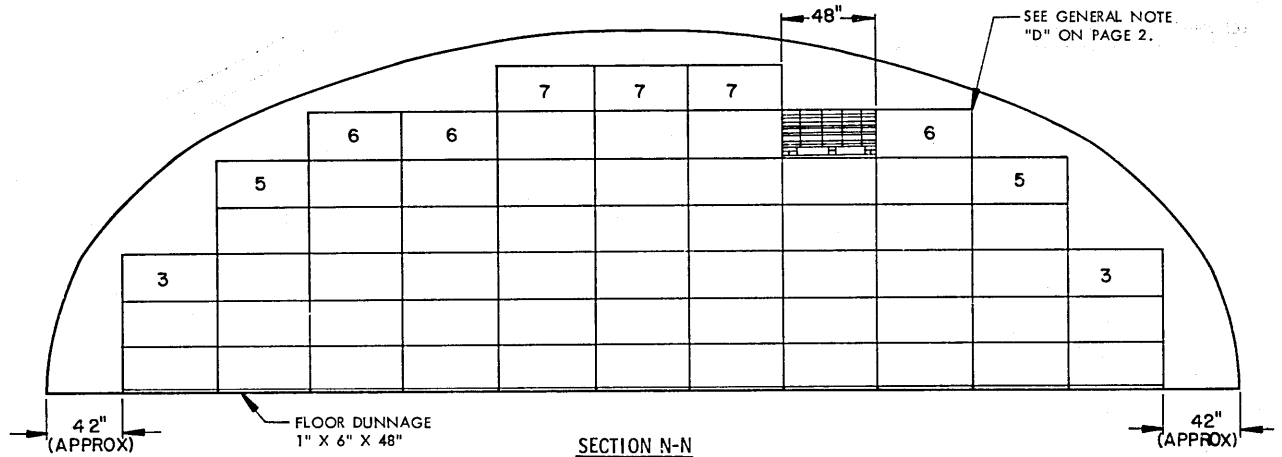 48"
SEE GENERAL NOTE
"D" ON PAGE 2.
7 7 7
6 6 6
5 5
3 3
FLOOR DUNNAGE
1" X 6" X 48"
42"
(APPROX)
42"
(APPROX)
SECTION N-N